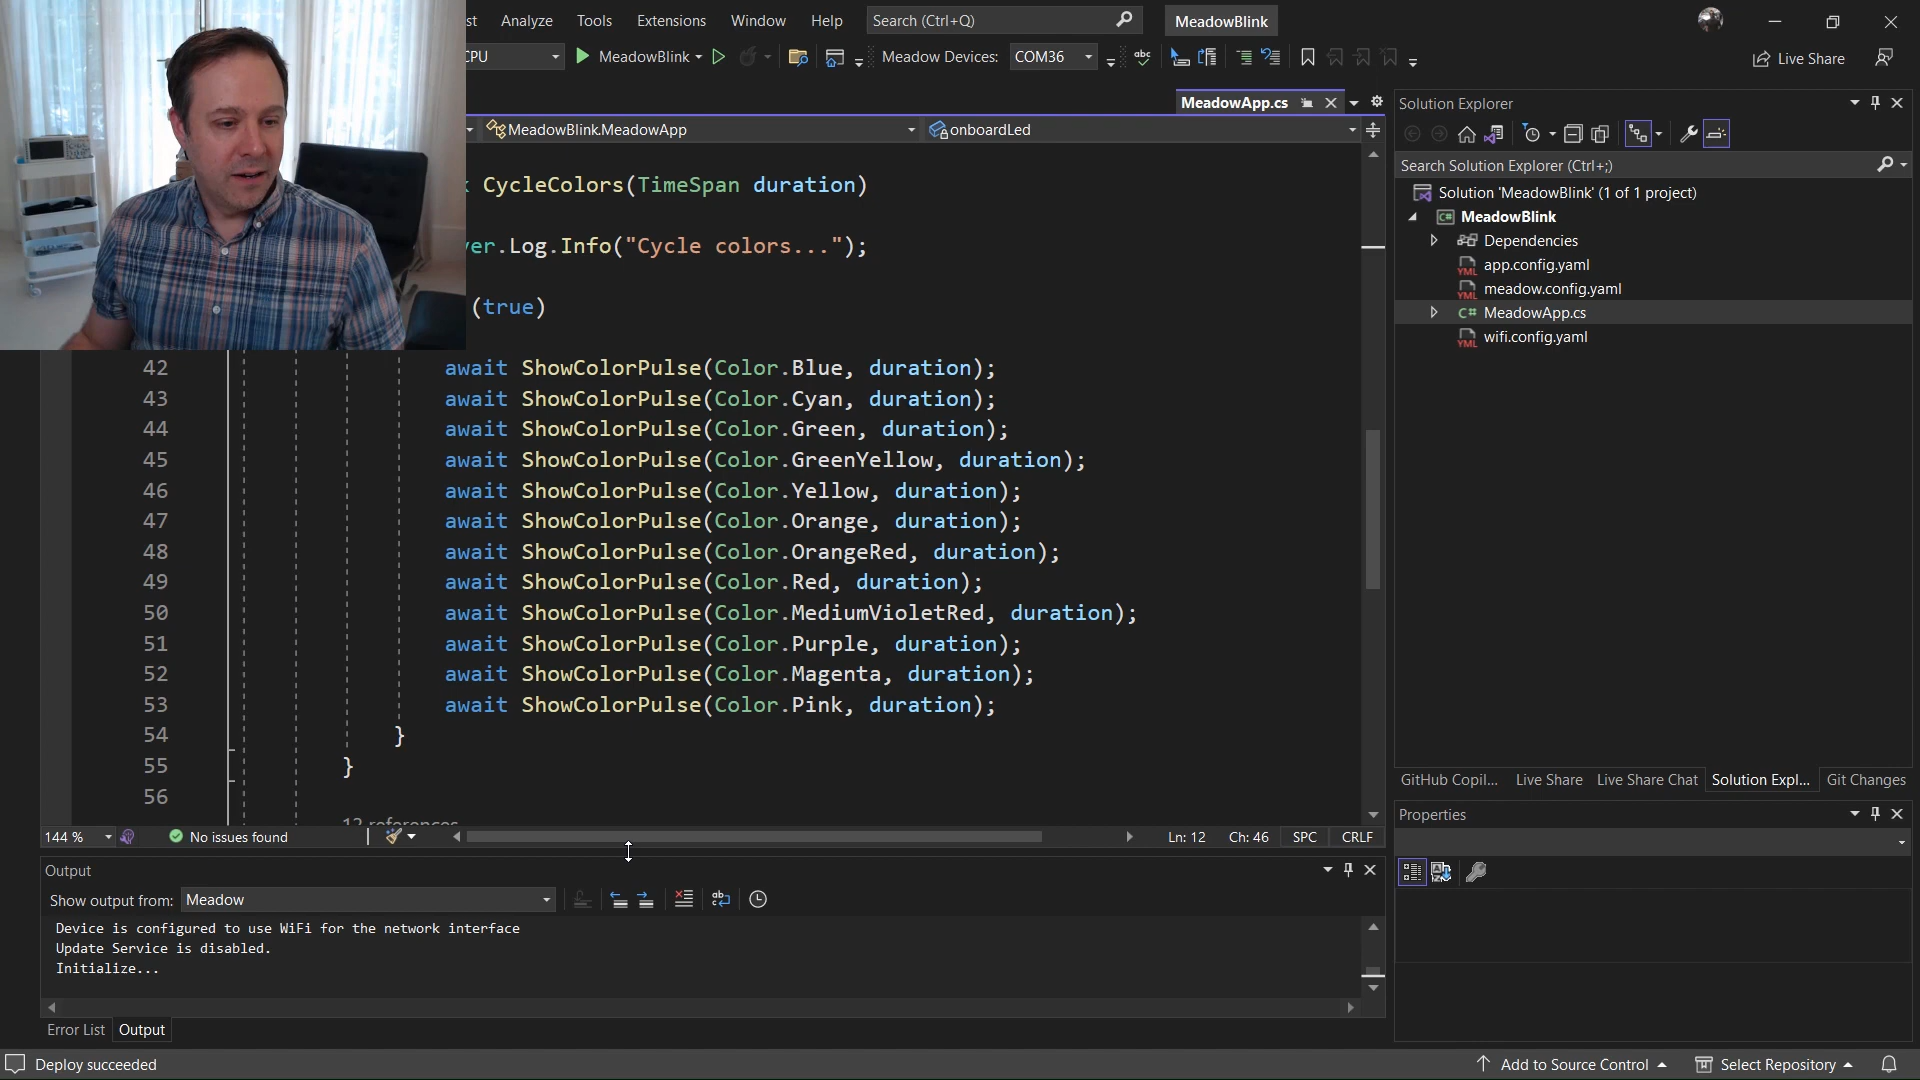 st Analyze Tools Extensions Window Help Search (Ctrl+Q) MeadowBlink
CPU MeadowBlink Meadow Devices: COM36 Live Share
MeadowApp.cs
MeadowBlink.MeadowApp onboardLed
k CycleColors(TimeSpan duration)
ver.Log.Info("Cycle colors...");
(true)
42 await ShowColorPulse(Color.Blue, duration);
43 await ShowColorPulse(Color.Cyan, duration);
44 await ShowColorPulse(Color.Green, duration);
45 await ShowColorPulse(Color.GreenYellow, duration);
46 await ShowColorPulse(Color.Yellow, duration);
47 await ShowColorPulse(Color.Orange, duration);
48 await ShowColorPulse(Color.OrangeRed, duration);
49 await ShowColorPulse(Color.Red, duration);
50 await ShowColorPulse(Color.MediumVioletRed, duration);
51 await ShowColorPulse(Color.Purple, duration);
52 await ShowColorPulse(Color.Magenta, duration);
53 await ShowColorPulse(Color.Pink, duration);
54 }
55 }
56
12 references
144 % No issues found Ln: 12 Ch: 46 SPC CRLF
Output
Show output from: Meadow
Device is configured to use WiFi for the network interface
Update Service is disabled.
Initialize...
Error List Output
Deploy succeeded
Solution Explorer
Search Solution Explorer (Ctrl+;)
Solution 'MeadowBlink' (1 of 1 project)
C# MeadowBlink
Dependencies
YML app.config.yaml
YML meadow.config.yaml
C# MeadowApp.cs
YML wifi.config.yaml
GitHub Copil... Live Share Live Share Chat Solution Expl... Git Changes
Properties
Add to Source Control Select Repository